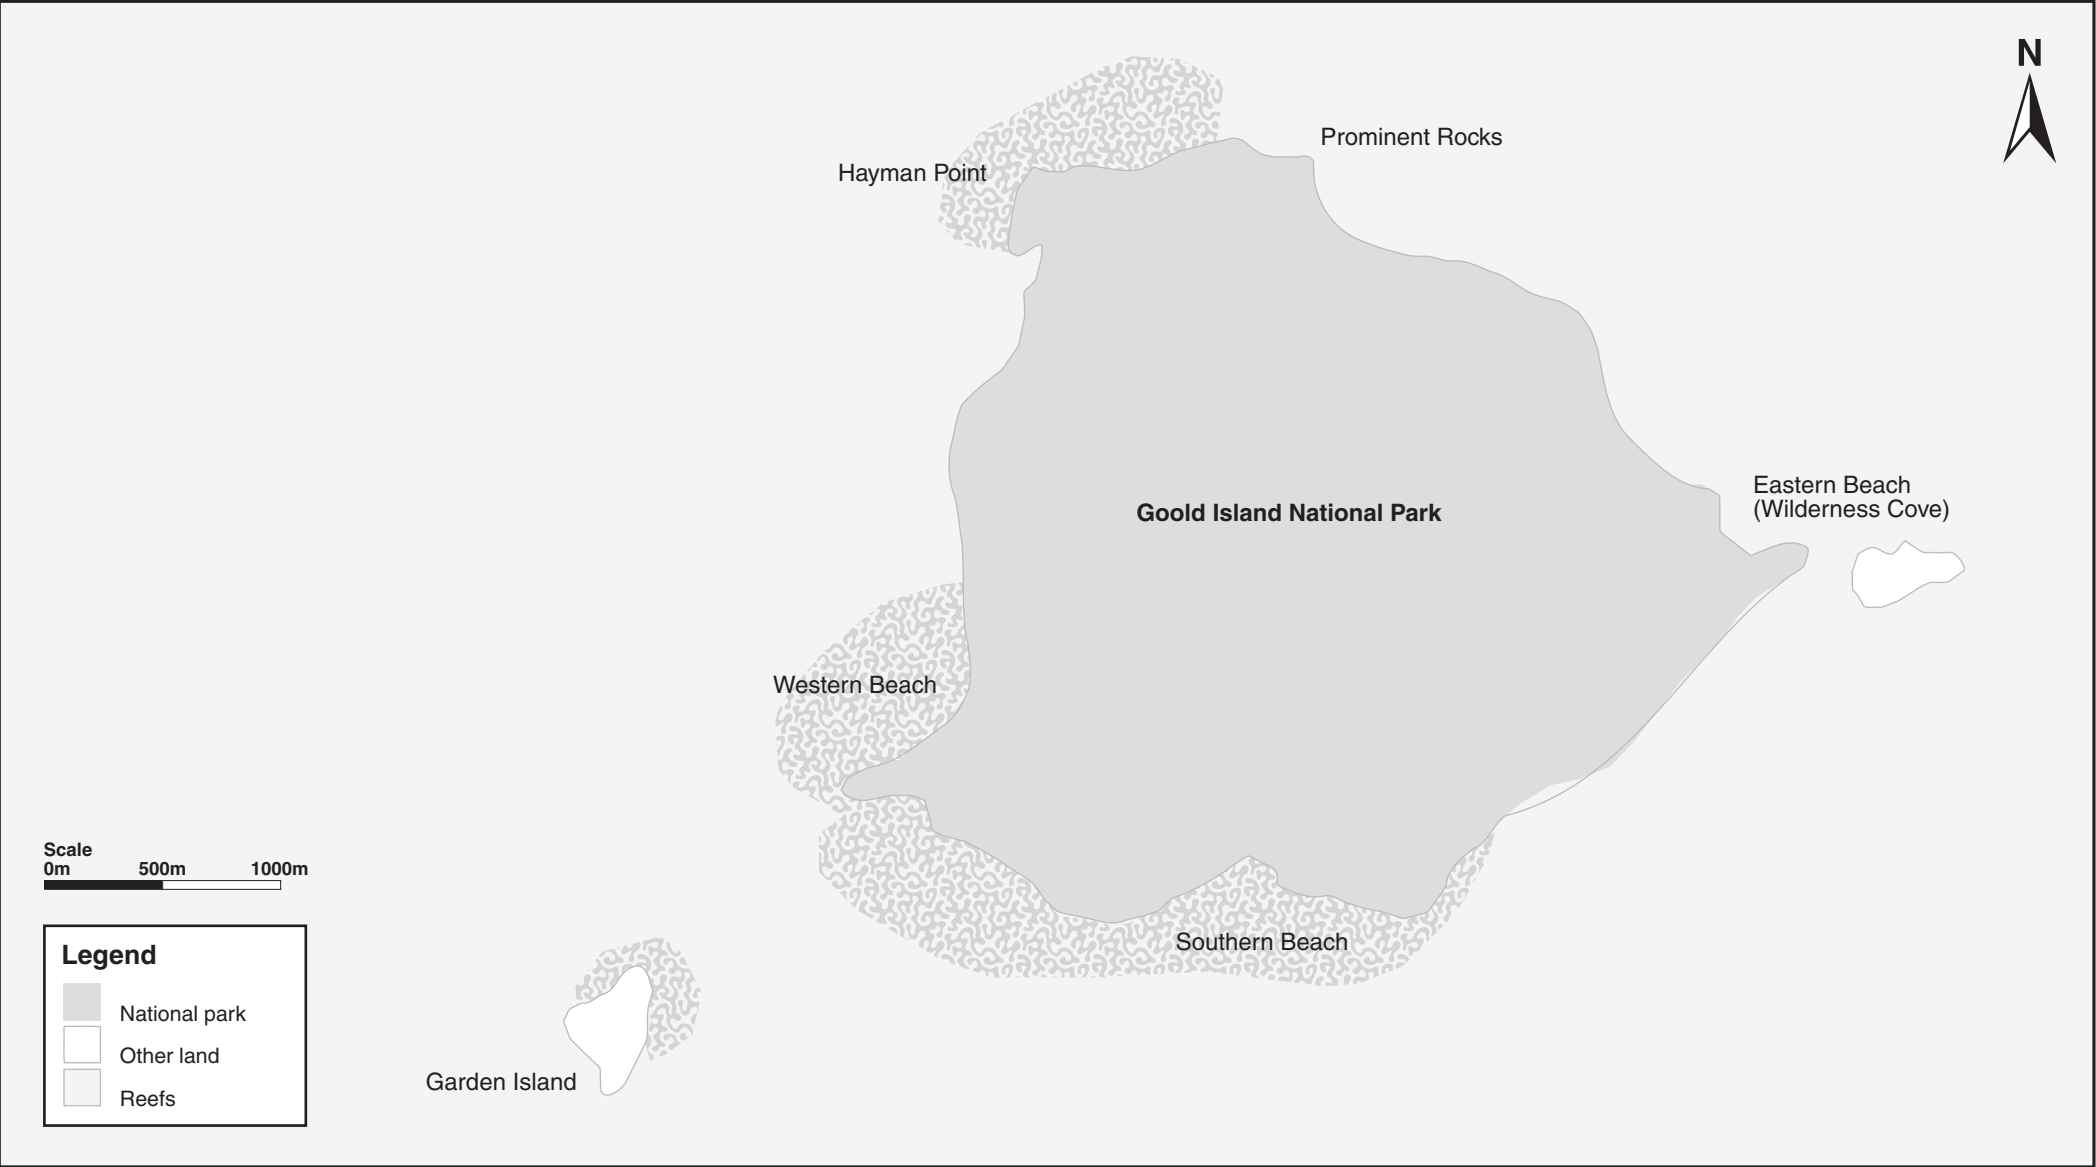 N
Prominent Rocks
Hayman Point
Eastern Beach
(Wilderness Cove)
Goold Island National Park
Western Beach
Southern Beach
Garden Island
Scale
0m 500m 1000m
Legend
National park
Other land
Reefs